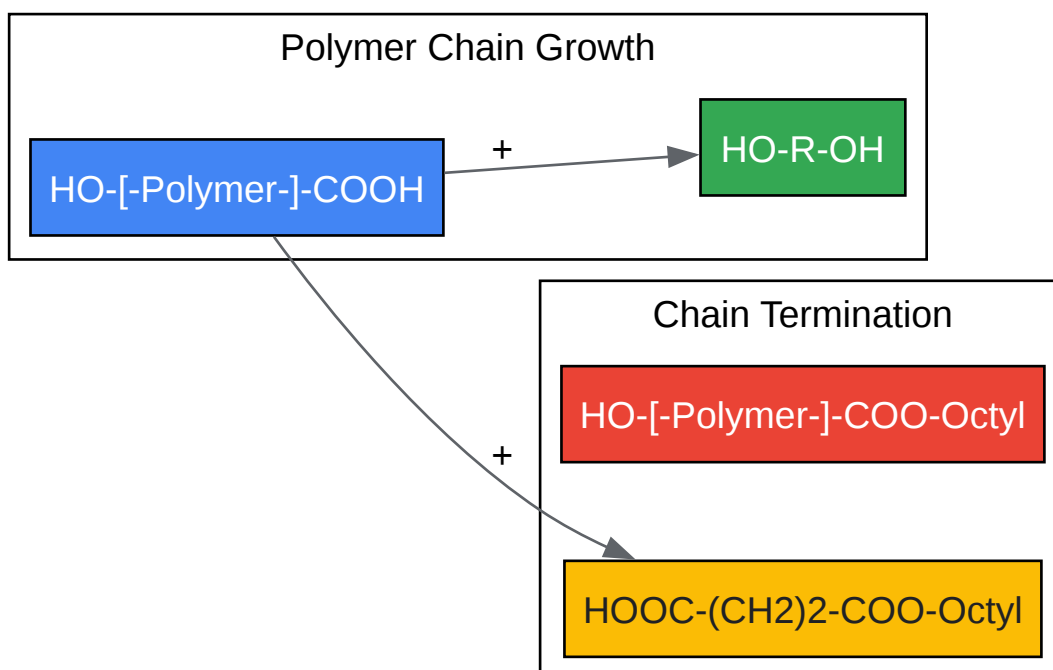 Polymer Chain Growth
+
HO-R-OH
HO-[-Polymer-]-COOH
Chain Termination
HO-[-Polymer-]-COO-Octyl
+
HOOC-(CH2)2-COO-Octyl